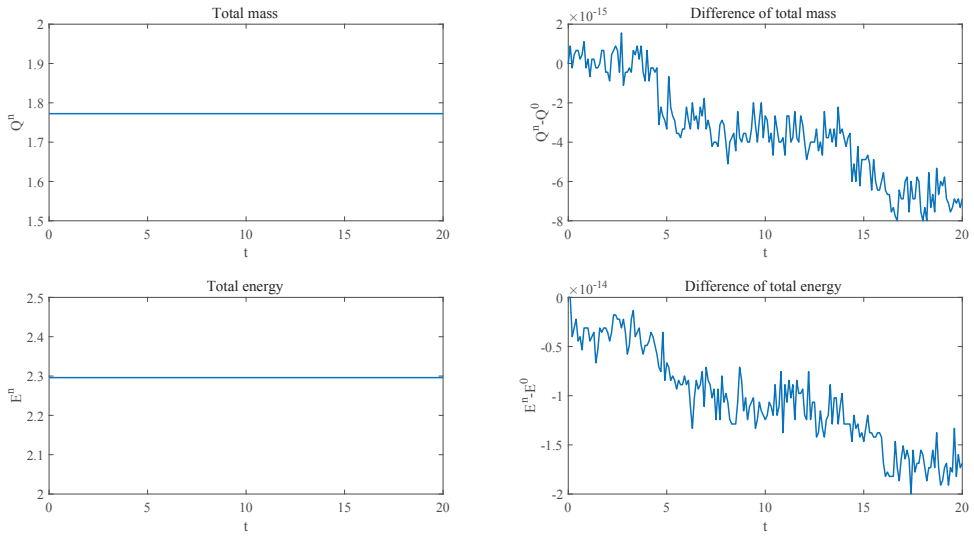 Total mass
2
1.9
1.8
1.7
1.6
1.5
Q^n
0 5 10 15 20
t
Difference of total mass
×10^-15
2
0
-2
-4
-6
-8
Q^n-Q^0
0 5 10 15 20
t
Total energy
2.5
2.4
2.3
2.2
2.1
2
E^n
0 5 10 15 20
t
Difference of total energy
×10^-14
0
-0.5
-1
-1.5
-2
E^n-E^0
0 5 10 15 20
t